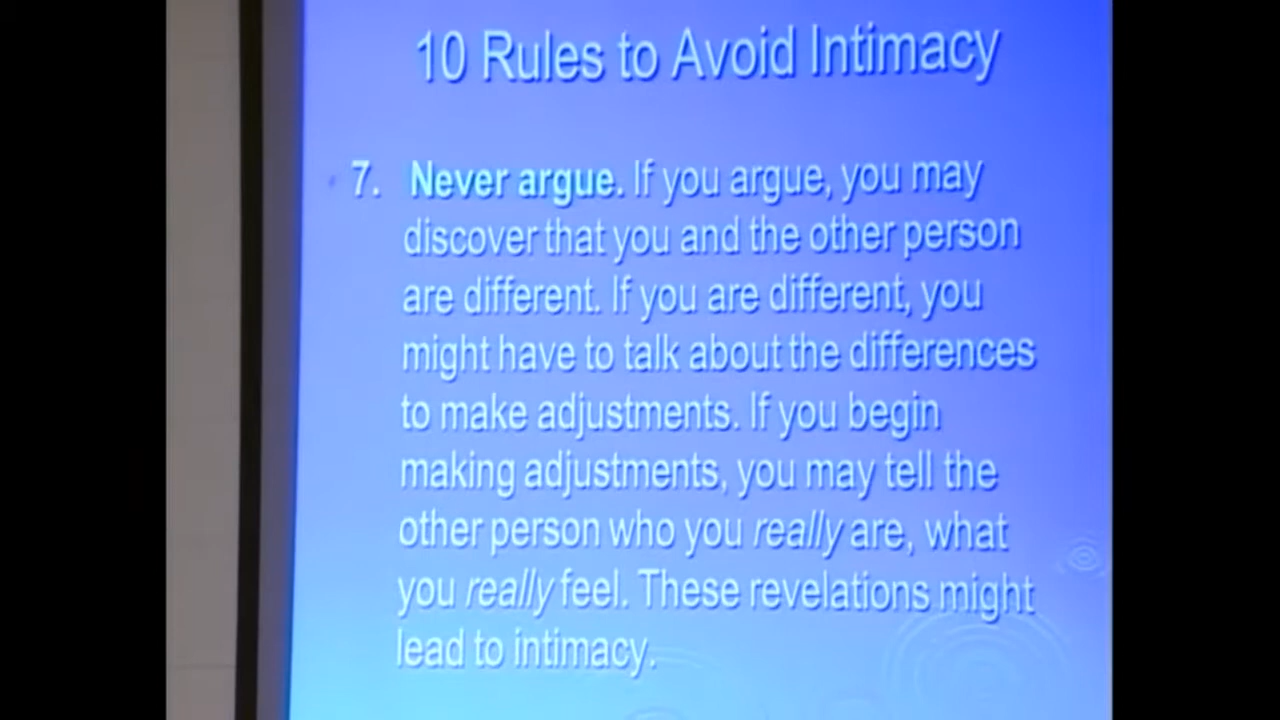 10 Rules to Avoid Intimacy
7. Never argue. If you argue, you may
discover that you and the other person
are different. If you are different, you
might have to talk about the differences
to make adjustments. If you begin
making adjustments, you may tell the
other person who you really are, what
you really feel. These revelations might
lead to intimacy.